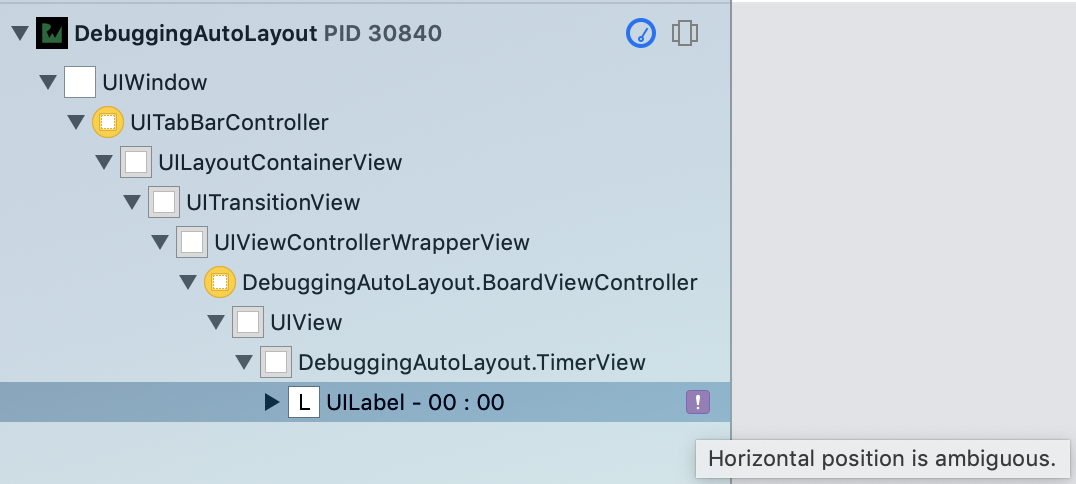 DebuggingAutoLayout PID 30840
UIWindow
UITabBarController
UILayoutContainerView
UITransitionView
UIViewControllerWrapperView
DebuggingAutoLayout.BoardViewController
UIView
DebuggingAutoLayout.TimerView
L UILabel - 00 : 00 !
Horizontal position is ambiguous.